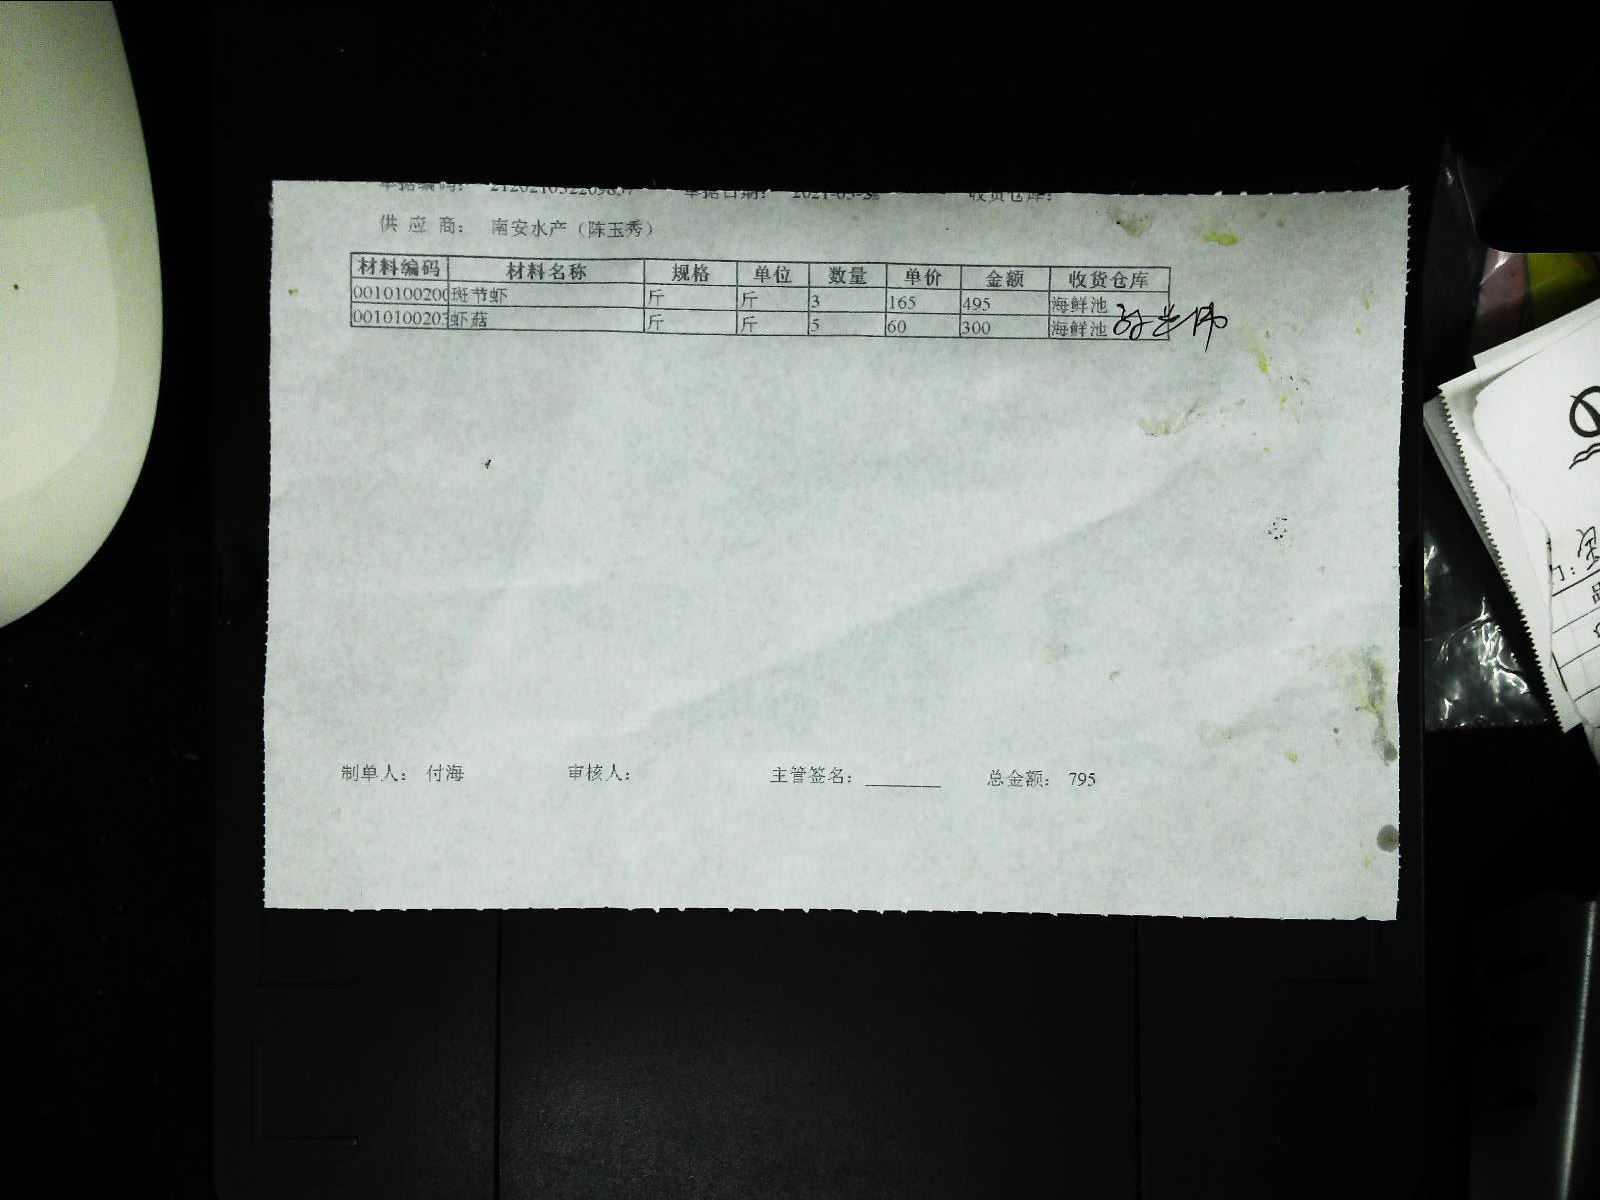 供 应 商： 南安水产（陈玉秀）
材料编码 材料名称 规格 单位 数量 单价 金额 收货仓库
0010100200 斑节虾 斤 斤 3 165 495 海鲜池
001010020 虾菇 斤 斤 5 60 300 海鲜池
制单人： 付海 审核人： 主管签名： 总金额： 795